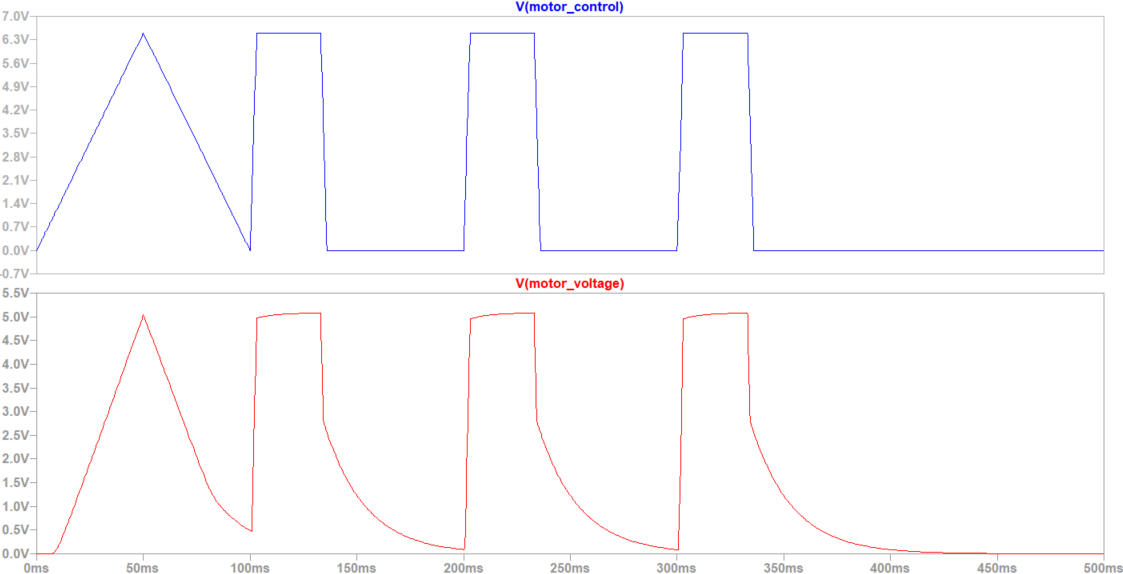 V(motor_control)
7.0V
6.3V
5.6V
4.9V
4.2V
3.5V
2.8V
2.1V
1.4V
0.7V
0.0V
-0.7V
V(motor_voltage)
5.5V
5.0V
4.5V
4.0V
3.5V
3.0V
2.5V
2.0V
1.5V
1.0V
0.5V
0.0V
0ms 50ms 100ms 150ms 200ms 250ms 300ms 350ms 400ms 450ms 500ms